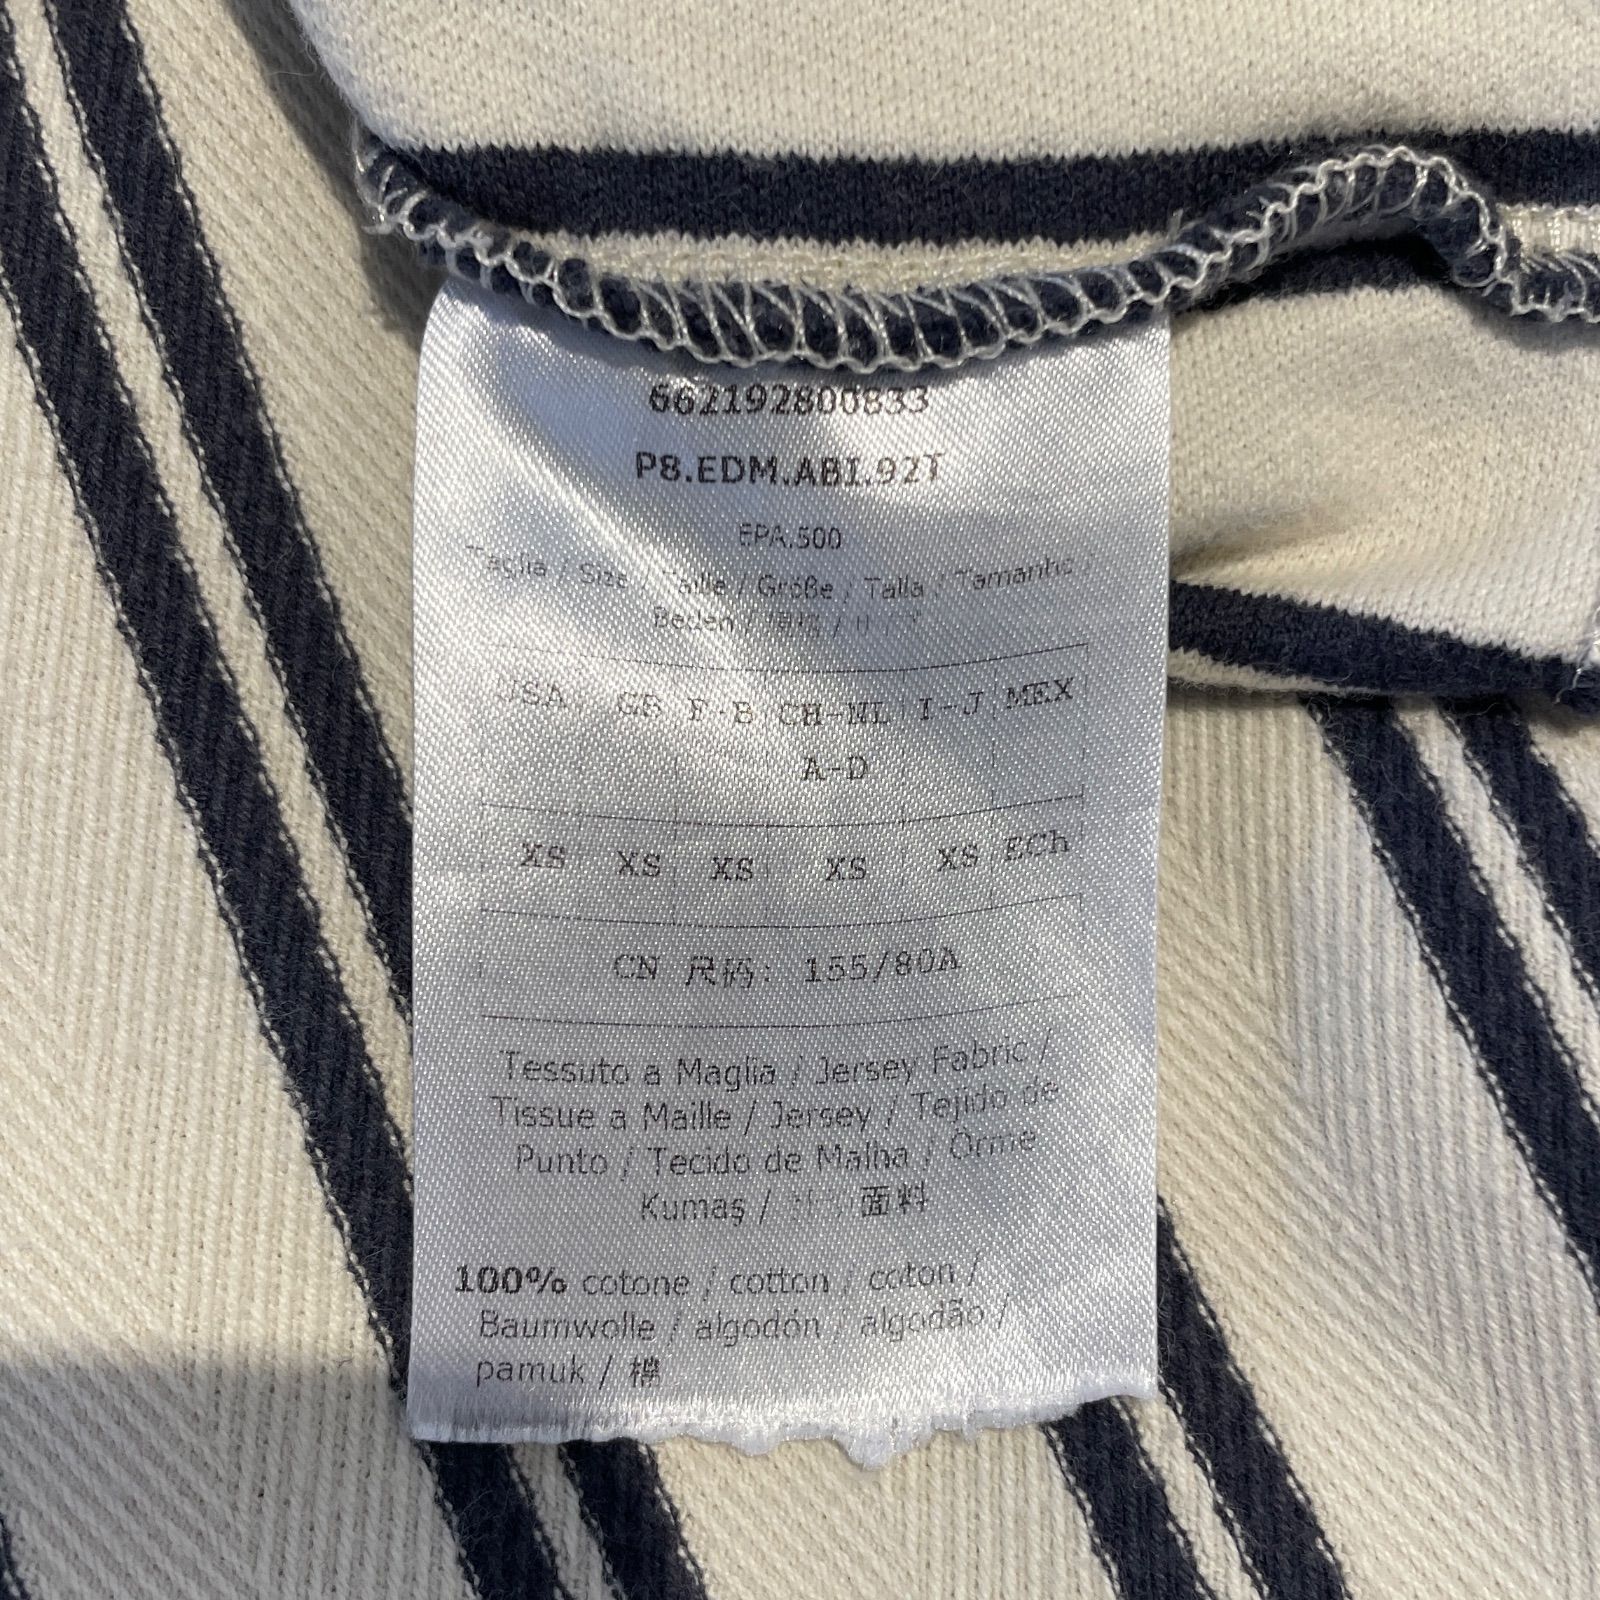 662192800833
P8.EDM.ABI.92T
EPA.500
Taglia / Size / Taille / Größe / Talla / Tamanho /
Beden /
USA GB F-B CH-NL I-J MEX
A-D
XS XS XS XS XS ECh
CN 尺码: 155/80A
Tessuto a Maglia / Jersey Fabric /
Tissue a Maille / Jersey / Tejido de
Punto / Tecido de Malha / Örme
Kumaş / 面料
100% cotone / cotton / coton /
Baumwolle / algodón / algodão /
pamuk / 棉